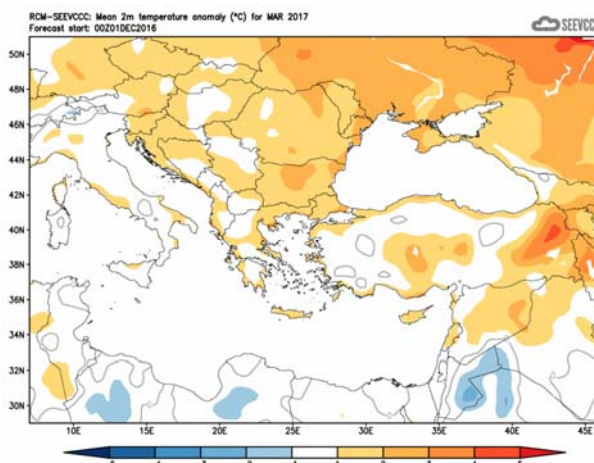 RCM-SEEVCCC: Mean 2m temperature anomaly (°C) for MAR 2017
Forecast start: 00Z01DEC2016
SEEVCCC
50N
48N
46N
44N
42N
40N
38N
36N
34N
32N
30N
10E 15E 20E 25E 30E 35E 40E 45E